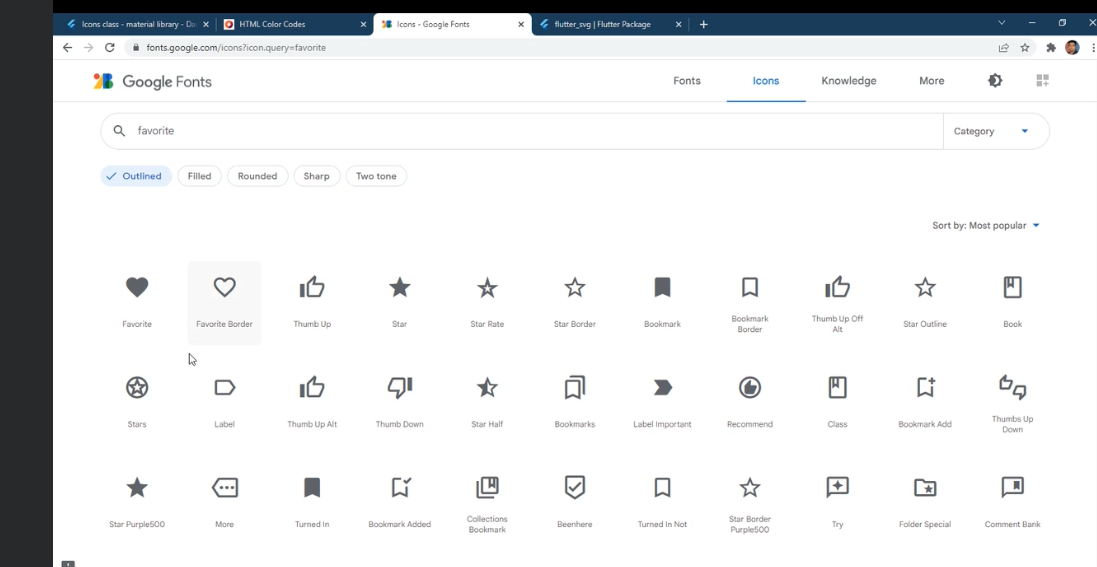 Icons class - material library - Da
HTML Color Codes
Icons - Google Fonts
flutter_svg | Flutter Package
fonts.google.com/icons?icon.query=favorite
Google Fonts
Fonts
Icons
Knowledge
More
favorite
Category
Outlined
Filled
Rounded
Sharp
Two tone
Sort by: Most popular
Favorite
Favorite Border
Thumb Up
Star
Star Rate
Star Border
Bookmark
Bookmark
Border
Thumb Up Off
Alt
Star Outline
Book
Stars
Label
Thumb Up Alt
Thumb Down
Star Half
Bookmarks
Label Important
Recommend
Class
Bookmark Add
Thumbs Up
Down
Star Purple500
More
Turned In
Bookmark Added
Collections
Bookmark
Beenhere
Turned In Not
Star Border
Purple500
Try
Folder Special
Comment Bank